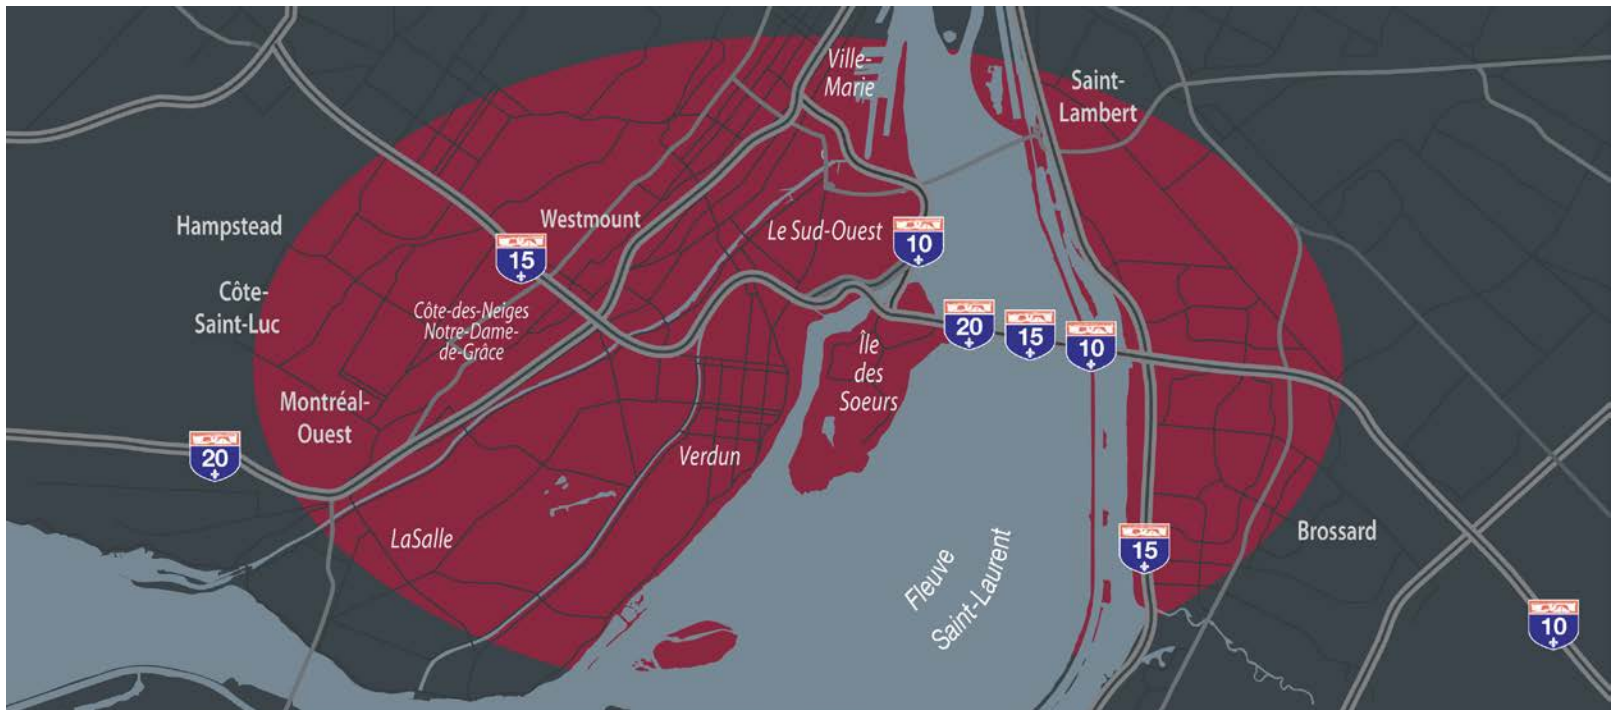 Ville-
Marie
Saint-
Lambert
Hampstead
Westmount
Le Sud-Ouest
10
15
Côte-
Saint-Luc
Côte-des-Neiges
Notre-Dame-
de-Grâce
20
15
10
Île
des
Soeurs
Montréal-
Ouest
20
Verdun
LaSalle
Brossard
15
Fleuve
Saint-Laurent
10